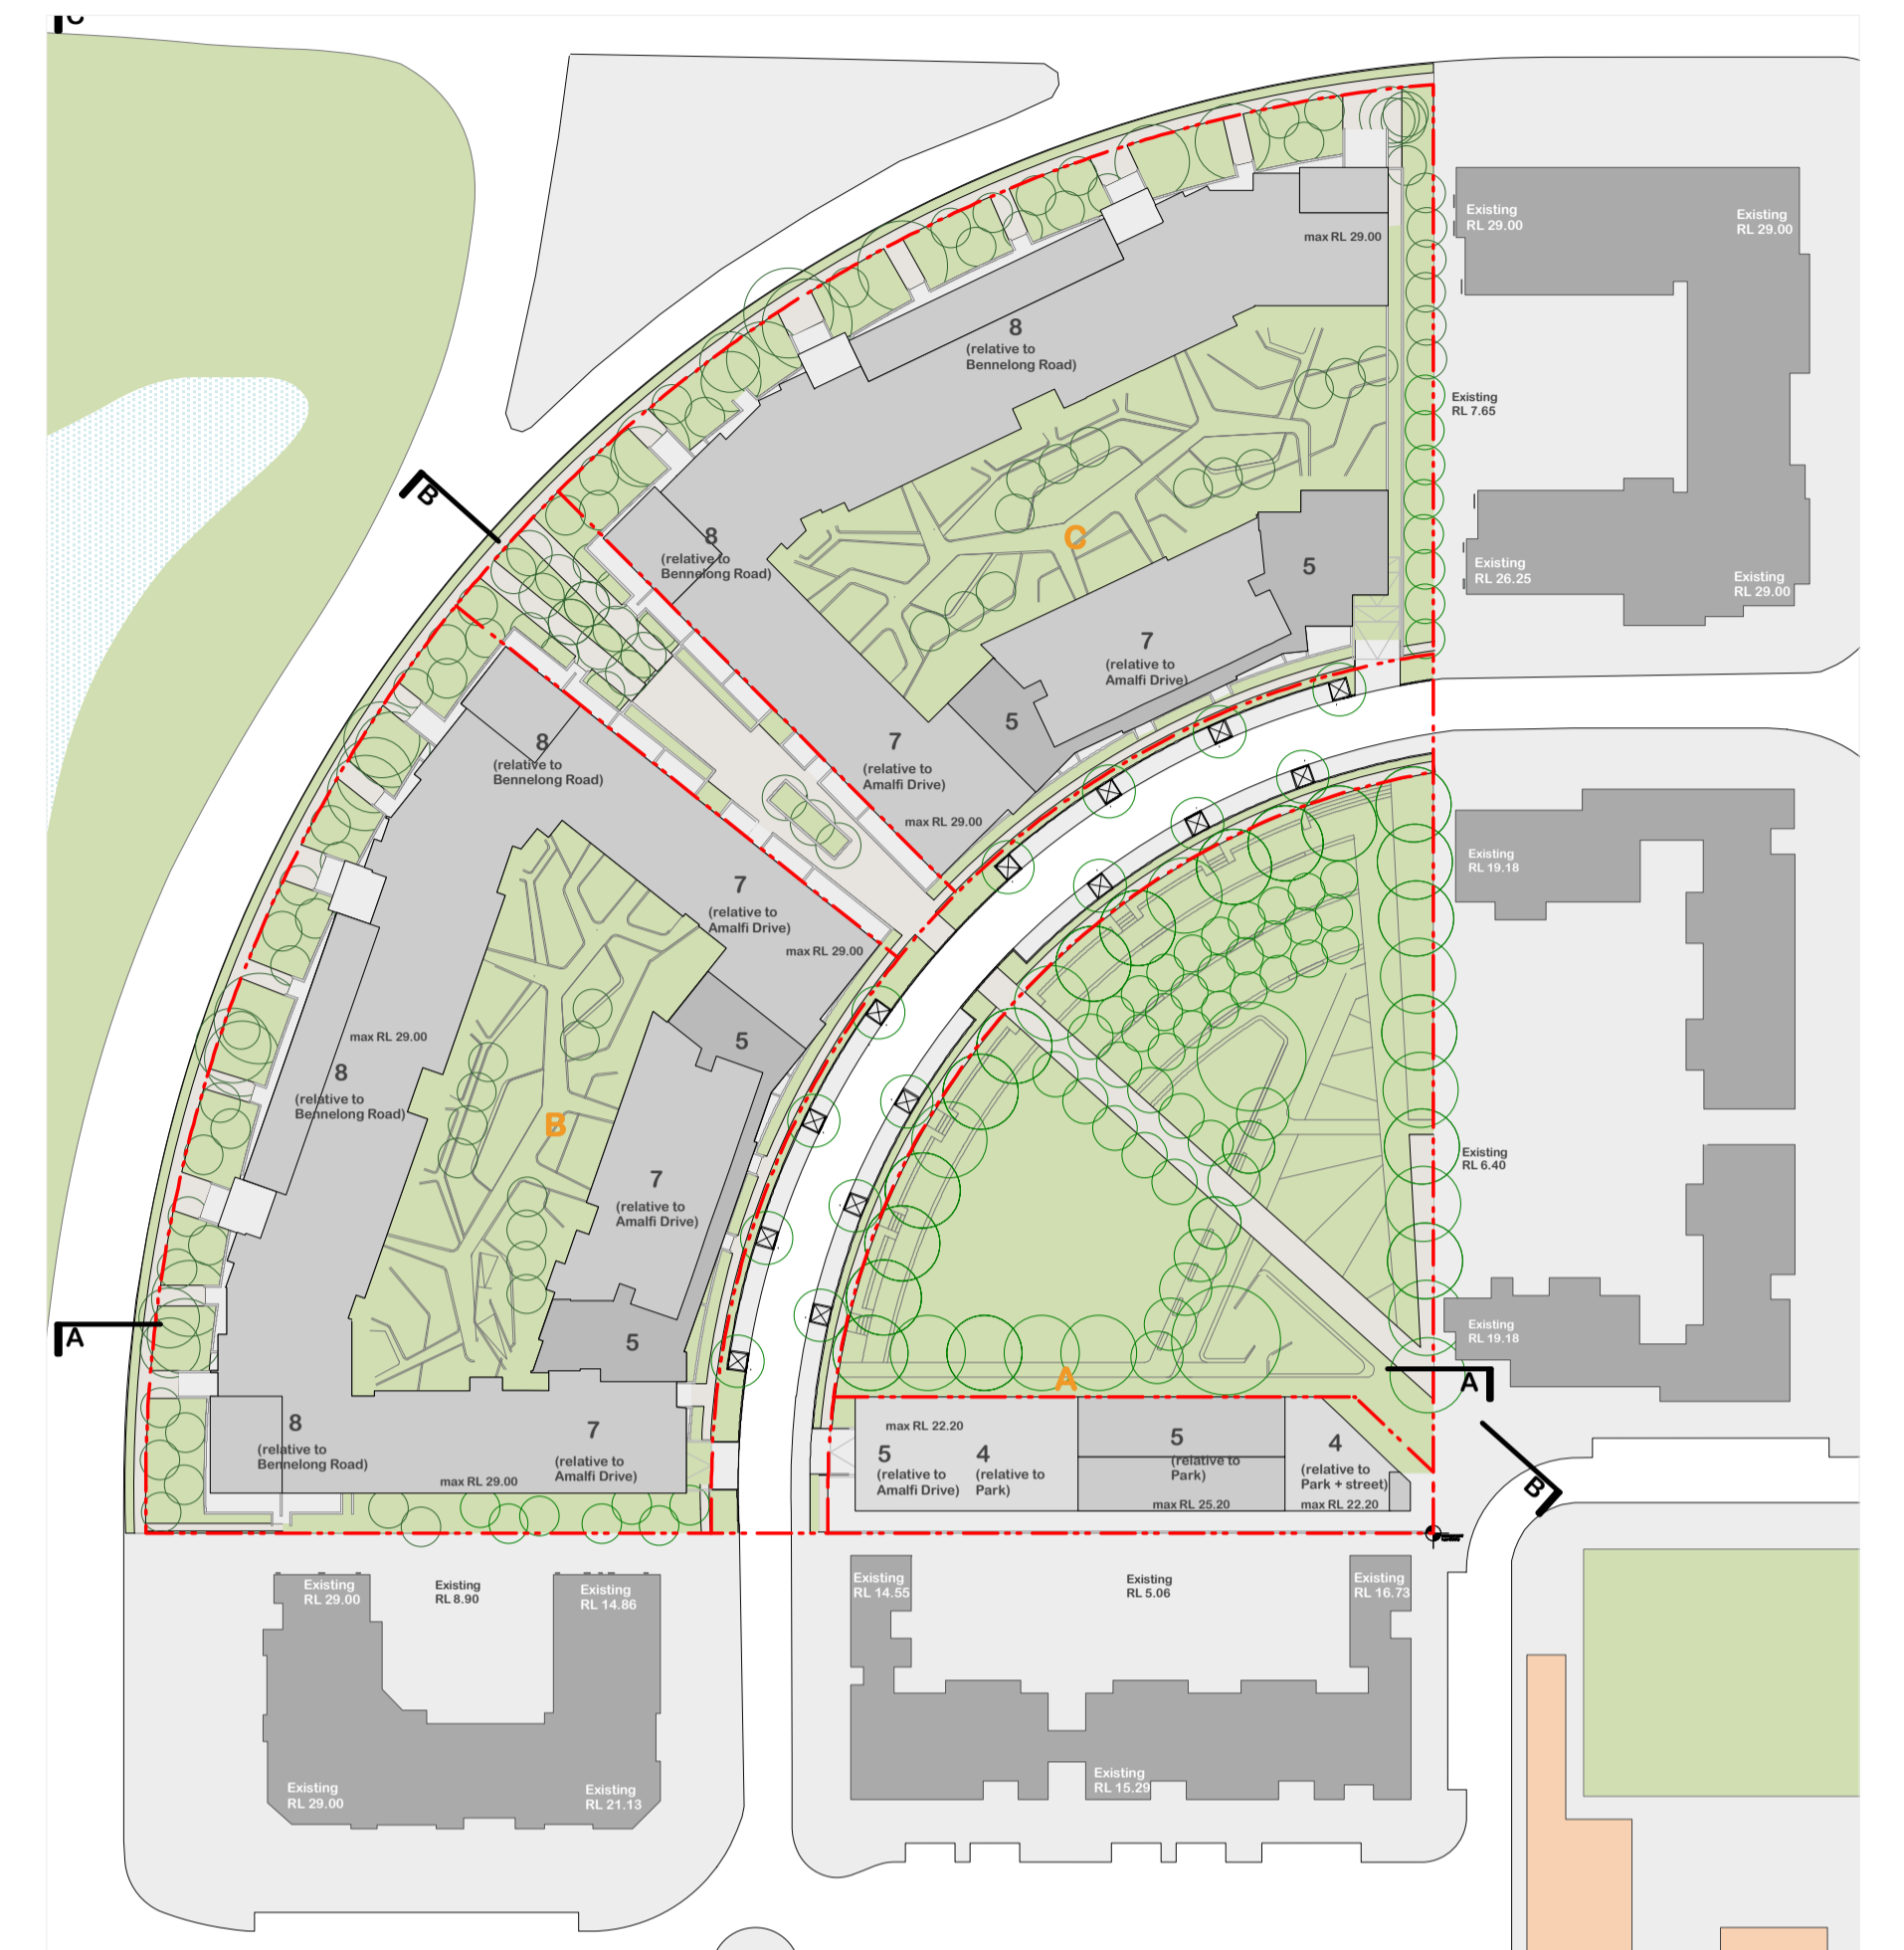 C
Existing
RL 29.00
Existing
RL 29.00
max RL 29.00
8
(relative to
Bennelong Road)
Existing
RL 7.65
B
8
(relative to
Bennelong Road)
C
5
Existing
RL 26.25
Existing
RL 29.00
7
(relative to
Amalfi Drive)
5
8
(relative to
Bennelong Road)
7
(relative to
Amalfi Drive)
max RL 29.00
Existing
RL 19.18
7
(relative to
Amalfi Drive)
max RL 29.00
5
max RL 29.00
8
(relative to
Bennelong Road)
B
7
(relative to
Amalfi Drive)
Existing
RL 6.40
A
5
Existing
RL 19.18
A
A
8
(relative to
Bennelong Road)
7
(relative to
Amalfi Drive)
max RL 29.00
max RL 22.20
5
(relative to
Amalfi Drive)
4
(relative to
Park)
5
(relative to
Park)
max RL 25.20
4
(relative to
Park + street)
max RL 22.20
B
Existing
RL 29.00
Existing
RL 8.90
Existing
RL 14.86
Existing
RL 14.55
Existing
RL 5.06
Existing
RL 16.73
Existing
RL 29.00
Existing
RL 21.13
Existing
RL 15.29